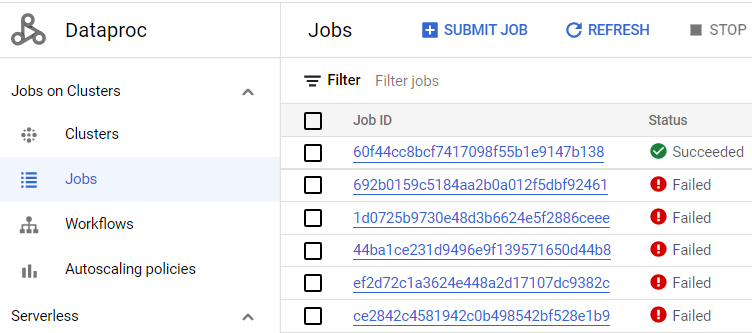 Dataproc
Jobs on Clusters
Clusters
Jobs
Workflows
Autoscaling policies
Serverless
Jobs SUBMIT JOB REFRESH STOP
Filter Filter jobs
Job ID Status
60f44cc8bcf7417098f55b1e9147b138 Succeeded
692b0159c5184aa2b0a012f5dbf92461 Failed
1d0725b9730e48d3b6624e5f2886ceee Failed
44ba1ce231d9496e9f139571650d44b8 Failed
ef2d72c1a3624e448a2d17107dc9382c Failed
ce2842c4581942c0b498542bf528e1b9 Failed